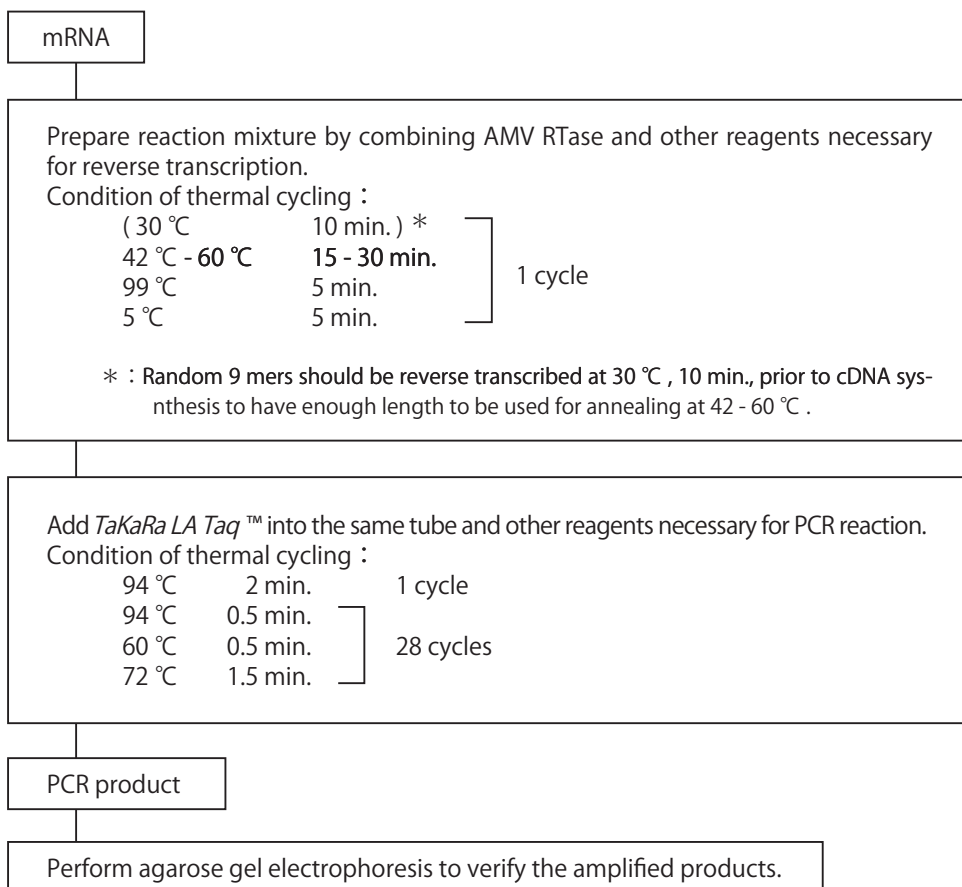 mRNA
Prepare reaction mixture by combining AMV RTase and other reagents necessary
for reverse transcription.
Condition of thermal cycling：
( 30 ℃ 10 min. ) ＊
42 ℃ - 60 ℃ 15 - 30 min.
99 ℃ 5 min.
5 ℃ 5 min.
1 cycle
＊：Random 9 mers should be reverse transcribed at 30 ℃ , 10 min., prior to cDNA sys-
nthesis to have enough length to be used for annealing at 42 - 60 ℃ .
Add TaKaRa LA Taq ™ into the same tube and other reagents necessary for PCR reaction.
Condition of thermal cycling：
94 ℃ 2 min. 1 cycle
94 ℃ 0.5 min.
60 ℃ 0.5 min. 28 cycles
72 ℃ 1.5 min.
PCR product
Perform agarose gel electrophoresis to verify the amplified products.